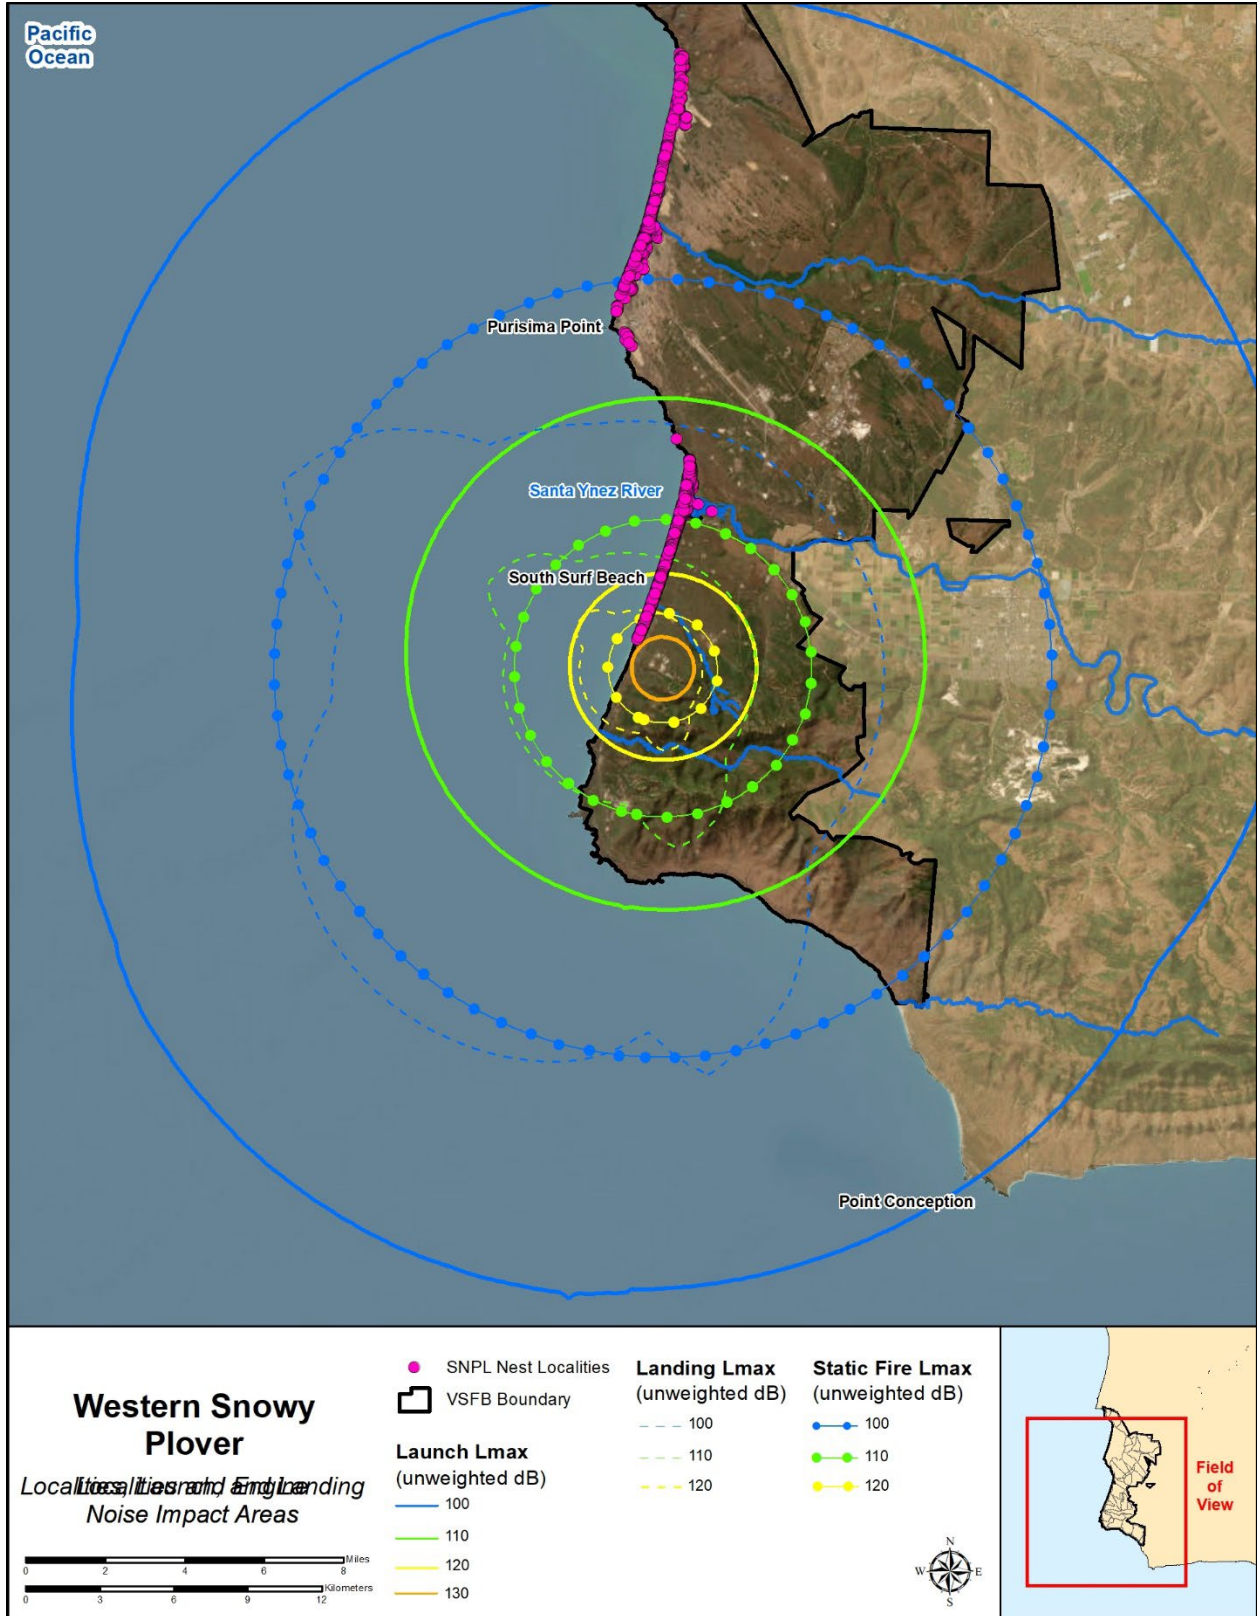 Pacific
Ocean
Purisima Point
Santa Ynez River
South Surf Beach
Point Conception
Western Snowy
Plover
Noise Impact Areas
0 2 4 6 8 Miles
0 3 6 9 12 Kilometers
SNPL Nest Localities
VSFB Boundary
Launch Lmax
(unweighted dB)
100
110
120
130
Landing Lmax
(unweighted dB)
100
110
120
Static Fire Lmax
(unweighted dB)
100
110
120
N
W E
S
Field
of
View